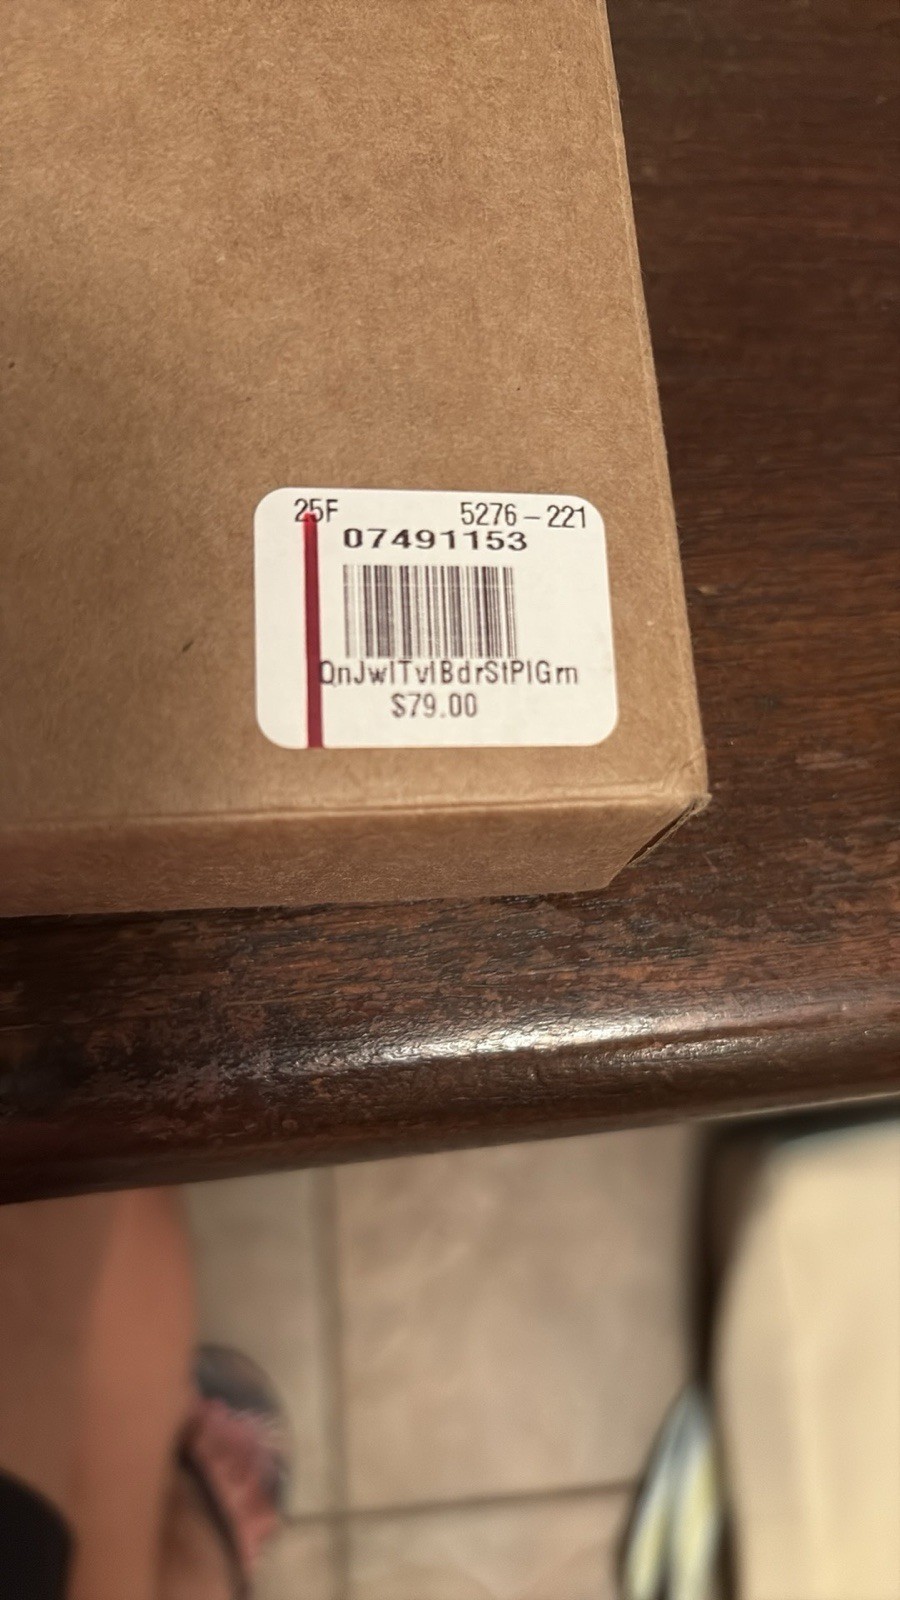 25F 5276-221
07491153
QnJwlTvlBdrStPlGrn
$79.00